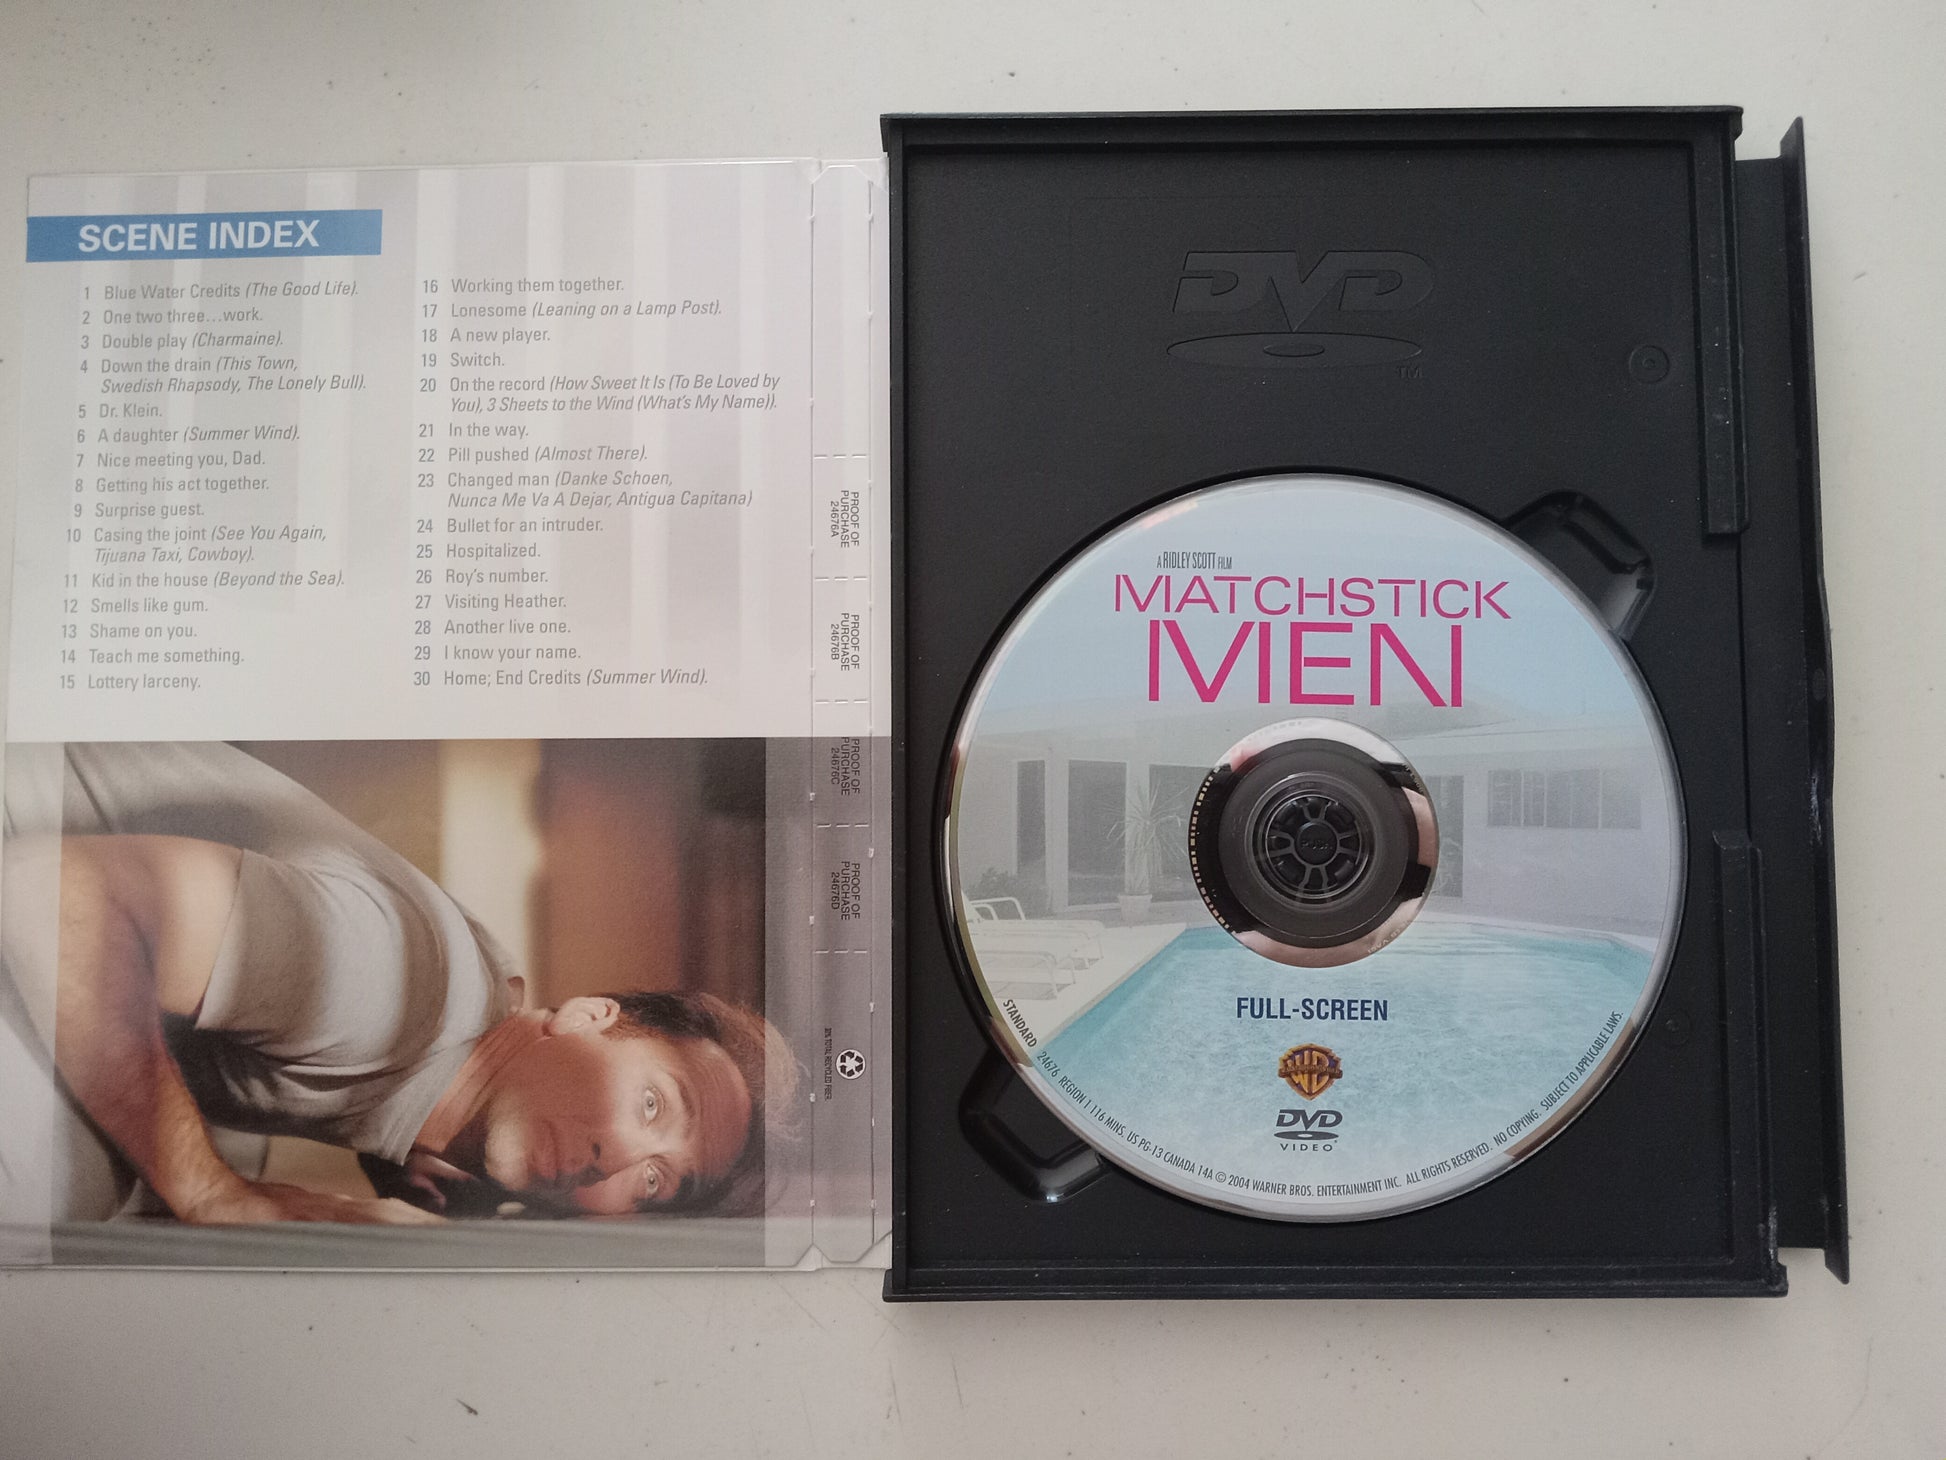 SCENE INDEX
1 Blue Water Credits (The Good Life).
2 One two three...work.
3 Double play (Charmaine).
4 Down the drain (This Town,
Swedish Rhapsody, The Lonely Bull).
5 Dr. Klein.
6 A daughter (Summer Wind).
7 Nice meeting you, Dad.
8 Getting his act together.
9 Surprise guest.
10 Casing the joint (See You Again,
Tijuana Taxi, Cowboy).
11 Kid in the house (Beyond the Sea).
12 Smells like gum.
13 Shame on you.
14 Teach me something.
15 Lottery larceny.
16 Working them together.
17 Lonesome (Leaning on a Lamp Post).
18 A new player.
19 Switch.
20 On the record (How Sweet It Is (To Be Loved by
You), 3 Sheets to the Wind (What's My Name)).
21 In the way.
22 Pill pushed (Almost There).
23 Changed man (Danke Schoen,
Nunca Me Va A Dejar, Antigua Capitana)
24 Bullet for an intruder.
25 Hospitalized.
26 Roy's number.
27 Visiting Heather.
28 Another live one.
29 I know your name.
30 Home; End Credits (Summer Wind).
PROOF OF
PURCHASE
24676A
PROOF OF
PURCHASE
24676B
PROOF OF
PURCHASE
24676C
PROOF OF
PURCHASE
24676D
TOTAL RECYCLED FIBER
DVD
TM
A RIDLEY SCOTT FILM
MATCHSTICK
MEN
PUSH
FULL-SCREEN
WB
DVD
VIDEO
STANDARD 24676 REGION 1 116 MINS. US PG-13 CANADA 14A © 2004 WARNER BROS. ENTERTAINMENT INC. ALL RIGHTS RESERVED. NO COPYING. SUBJECT TO APPLICABLE LAWS.